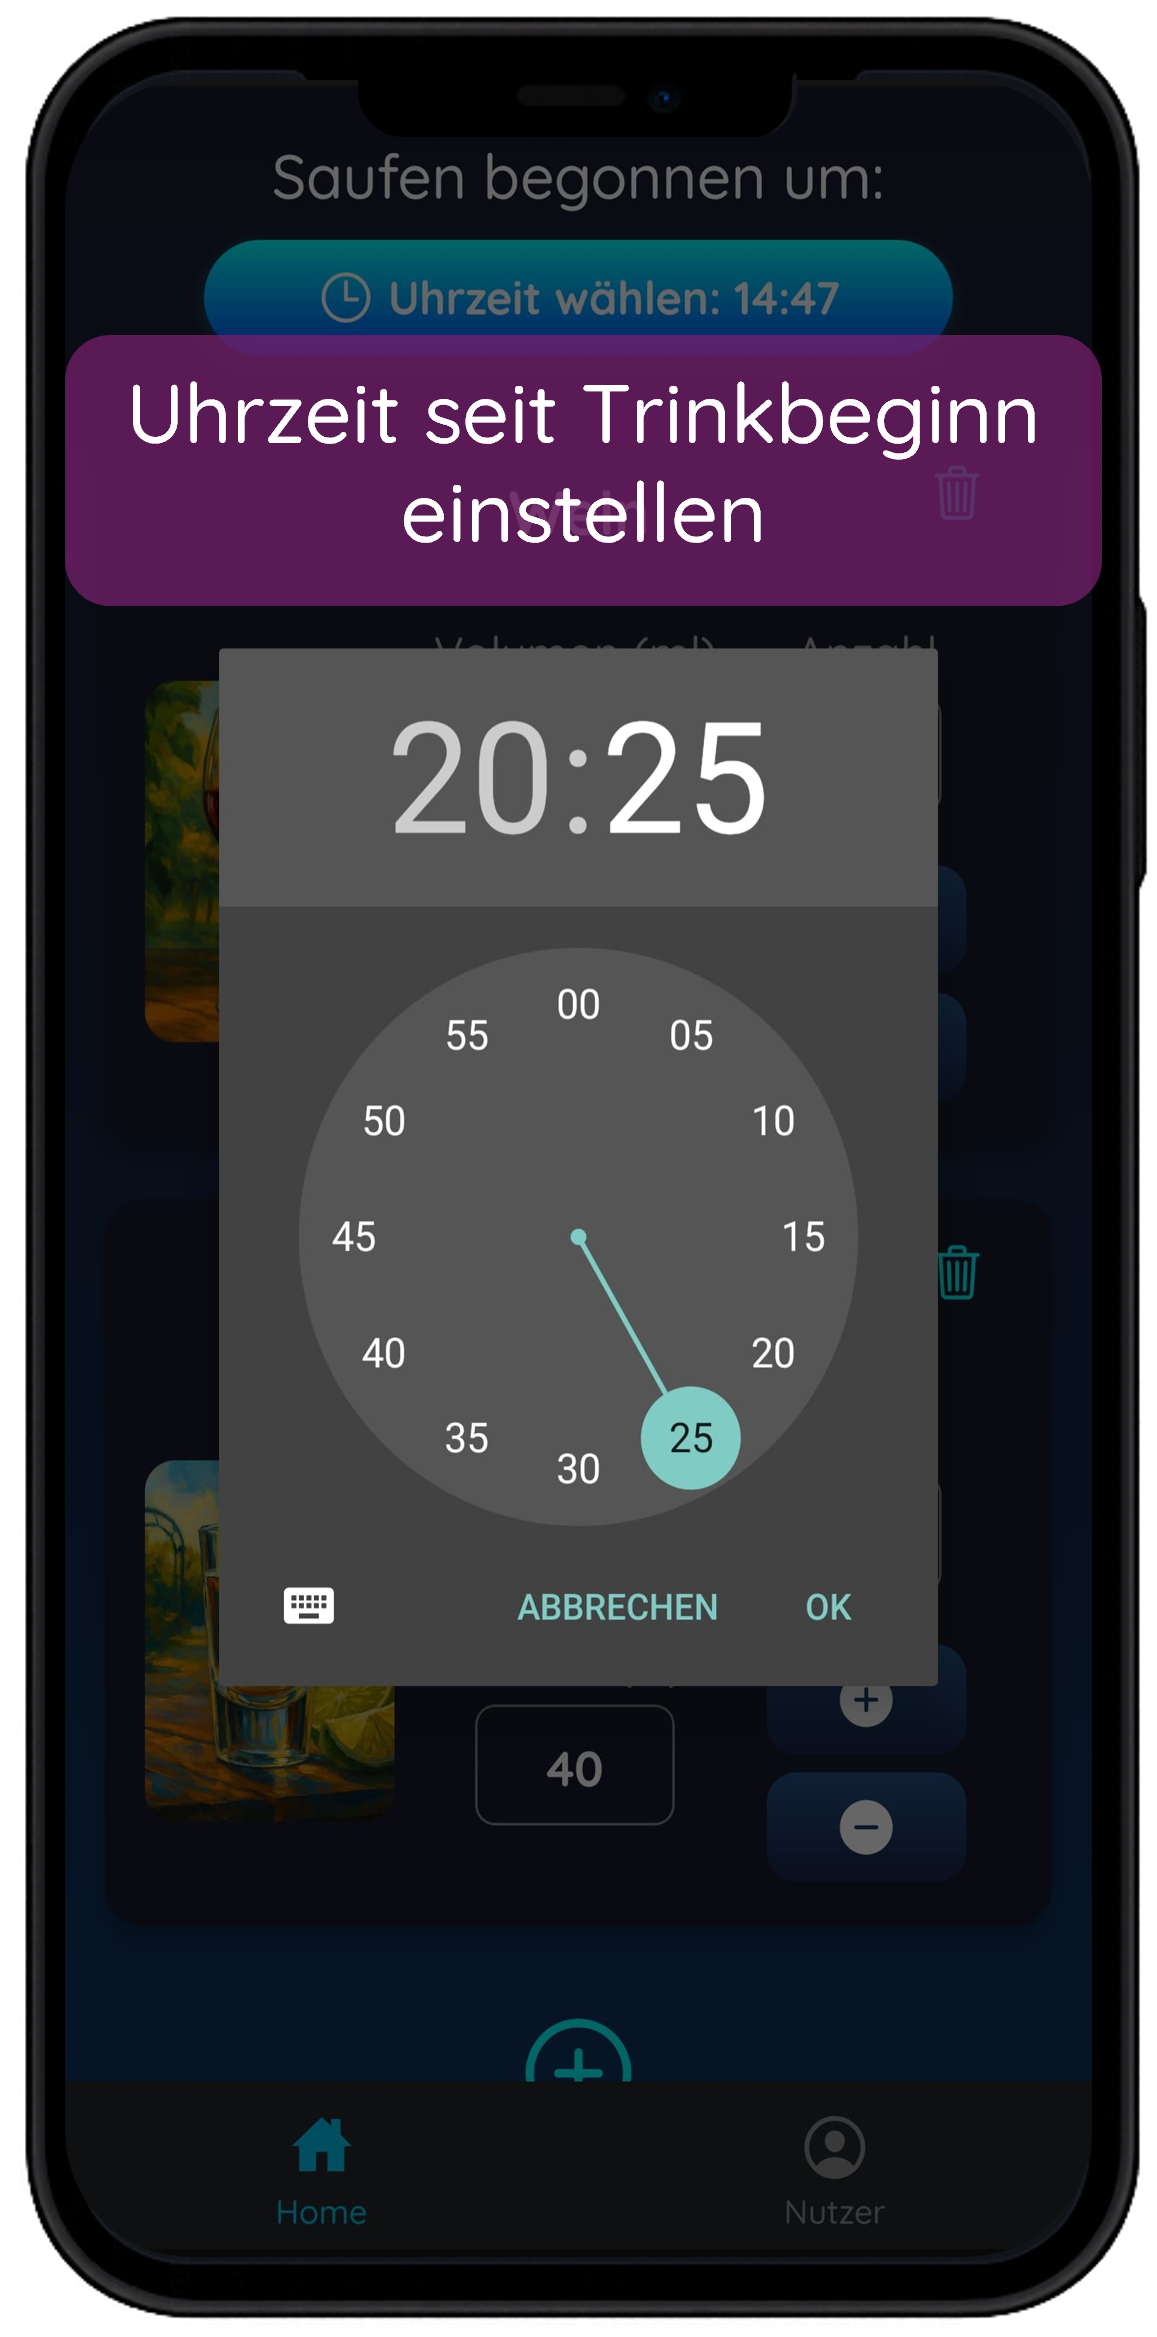 Saufen begonnen um:
Uhrzeit wählen: 14:47
Uhrzeit seit Trinkbeginn
einstellen
Wein
Volumen (ml) Anzahl
20:25
00
55 05
50 10
45 15
40 20
35 25
30
ABBRECHEN OK
40
Home Nutzer